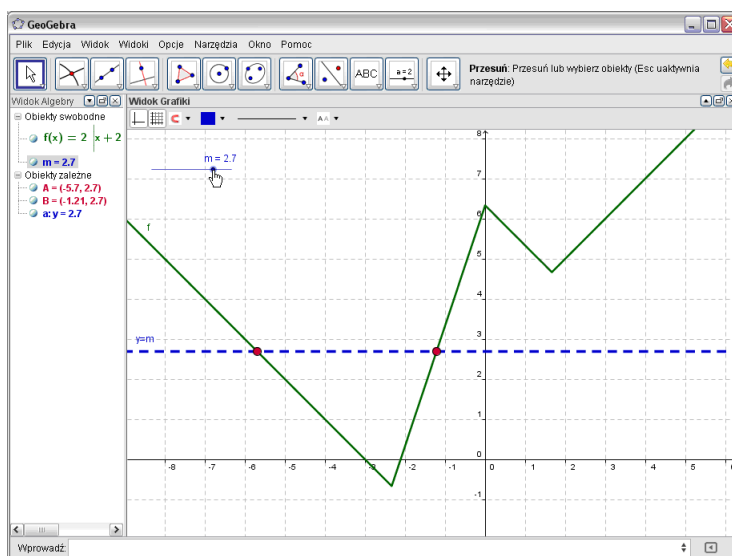 GeoGebra
Plik Edycja Widok Widoki Opcje Narzędzia Okno Pomoc
ABC
a=2
Przesuń: Przesuń lub wybierz obiekty (Esc uaktywnia
narzędzie)
Widok Algebry
Widok Grafiki
Obiekty swobodne
f(x) = 2 |x + 2
m = 2.7
Obiekty zależne
A = (-5.7, 2.7)
B = (-1.21, 2.7)
a: y = 2.7
A A
m = 2.7
f
y=m
8
7
6
5
4
3
2
1
0
-1
-8 -7 -6 -5 -4 -3 -2 -1 0 1 2 3 4 5 6
Wprowadź: